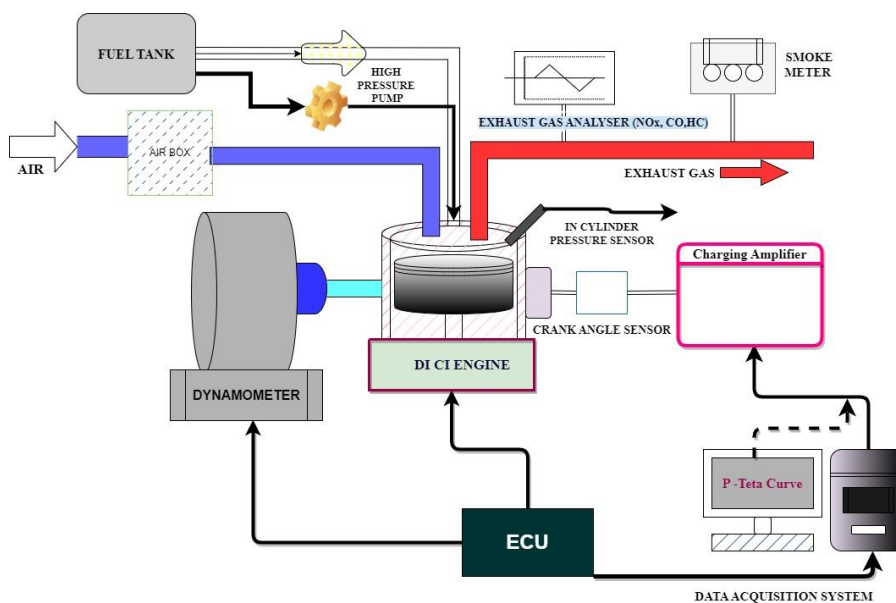 FUEL TANK
HIGH
PRESSURE
PUMP
SMOKE
METER
EXHAUST GAS ANALYSER (NOx, CO,HC)
AIR
AIR BOX
EXHAUST GAS
IN CYLINDER
PRESSURE SENSOR
Charging Amplifier
CRANK ANGLE SENSOR
DI CI ENGINE
DYNAMOMETER
P -Teta Curve
ECU
DATA ACQUISITION SYSTEM